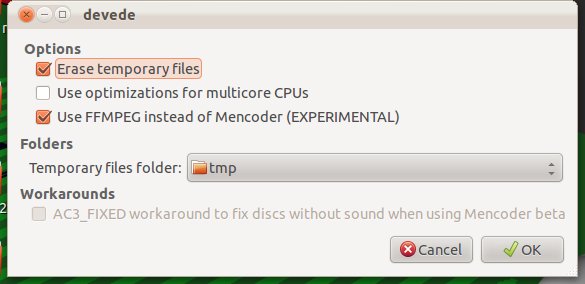 devede
Options
Erase temporary files
Use optimizations for multicore CPUs
Use FFMPEG instead of Mencoder (EXPERIMENTAL)
Folders
Temporary files folder: tmp
Workarounds
AC3_FIXED workaround to fix discs without sound when using Mencoder beta
Cancel OK